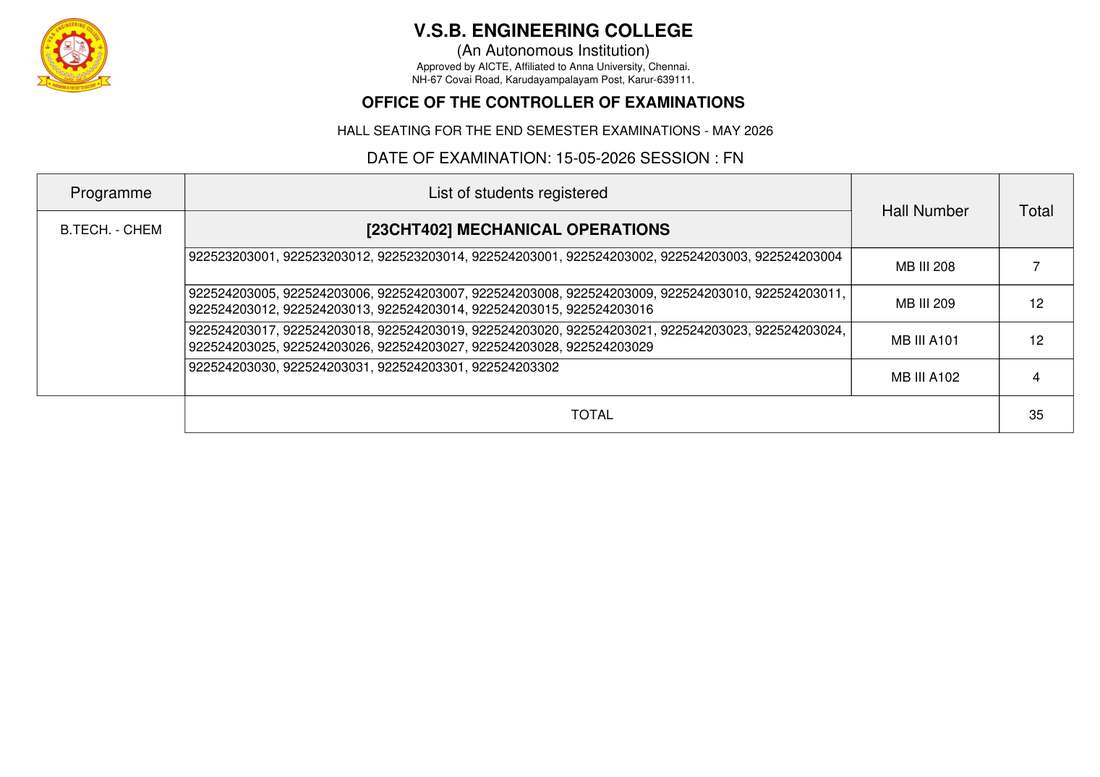 V.S.B. ENGINEERING COLLEGE
(An Autonomous Institution)
Approved by AICTE, Affiliated to Anna University, Chennai.
NH-67 Covai Road, Karudayampalayam Post, Karur-639111.
OFFICE OF THE CONTROLLER OF EXAMINATIONS
HALL SEATING FOR THE END SEMESTER EXAMINATIONS - MAY 2026
DATE OF EXAMINATION: 15-05-2026 SESSION : FN
Programme List of students registered Hall Number Total
B.TECH. - CHEM [23CHT402] MECHANICAL OPERATIONS
922523203001, 922523203012, 922523203014, 922524203001, 922524203002, 922524203003, 922524203004 MB III 208 7
922524203005, 922524203006, 922524203007, 922524203008, 922524203009, 922524203010, 922524203011,
922524203012, 922524203013, 922524203014, 922524203015, 922524203016 MB III 209 12
922524203017, 922524203018, 922524203019, 922524203020, 922524203021, 922524203023, 922524203024,
922524203025, 922524203026, 922524203027, 922524203028, 922524203029 MB III A101 12
922524203030, 922524203031, 922524203301, 922524203302 MB III A102 4
TOTAL 35